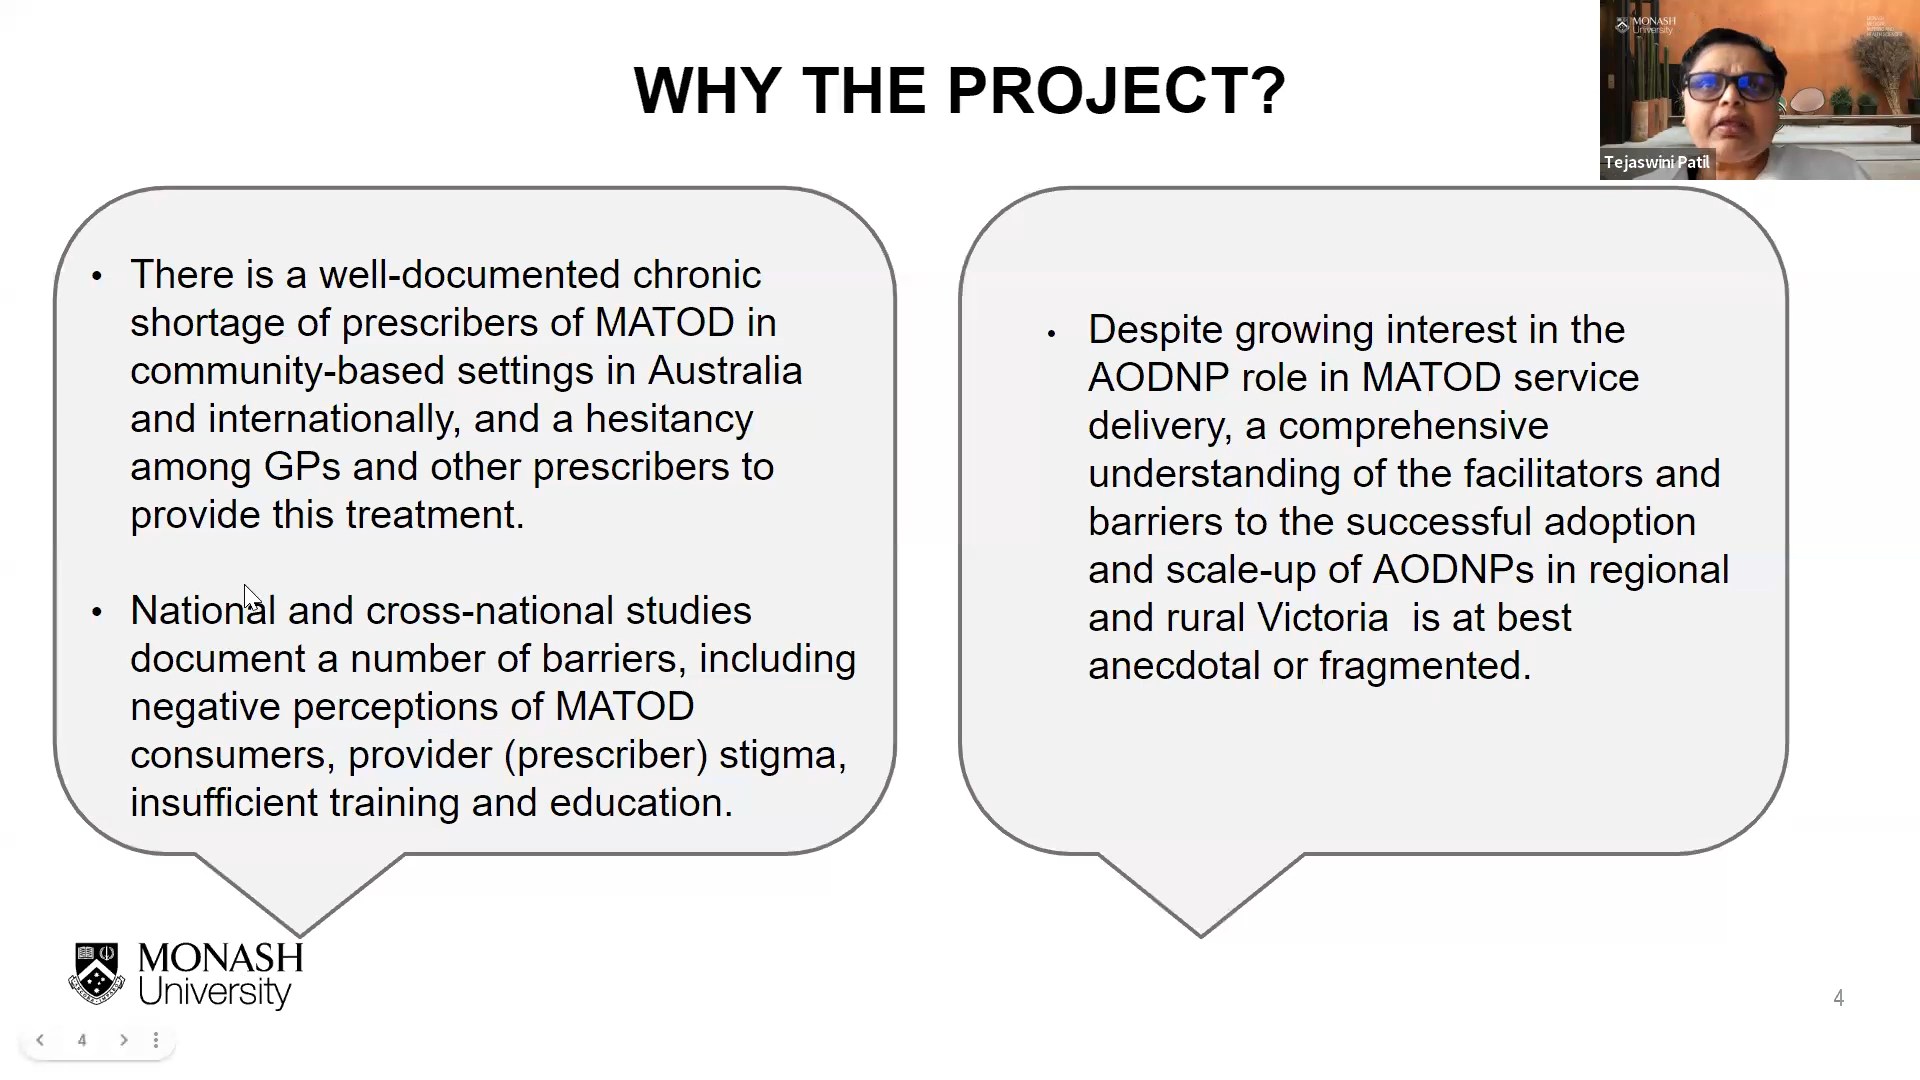 WHY THE PROJECT?
MONASH
University
Tejaswini Patil
• There is a well-documented chronic
shortage of prescribers of MATOD in
community-based settings in Australia
and internationally, and a hesitancy
among GPs and other prescribers to
provide this treatment.
• National and cross-national studies
document a number of barriers, including
negative perceptions of MATOD
consumers, provider (prescriber) stigma,
insufficient training and education.
• Despite growing interest in the
AODNP role in MATOD service
delivery, a comprehensive
understanding of the facilitators and
barriers to the successful adoption
and scale-up of AODNPs in regional
and rural Victoria  is at best
anecdotal or fragmented.
MONASH
University
4
4